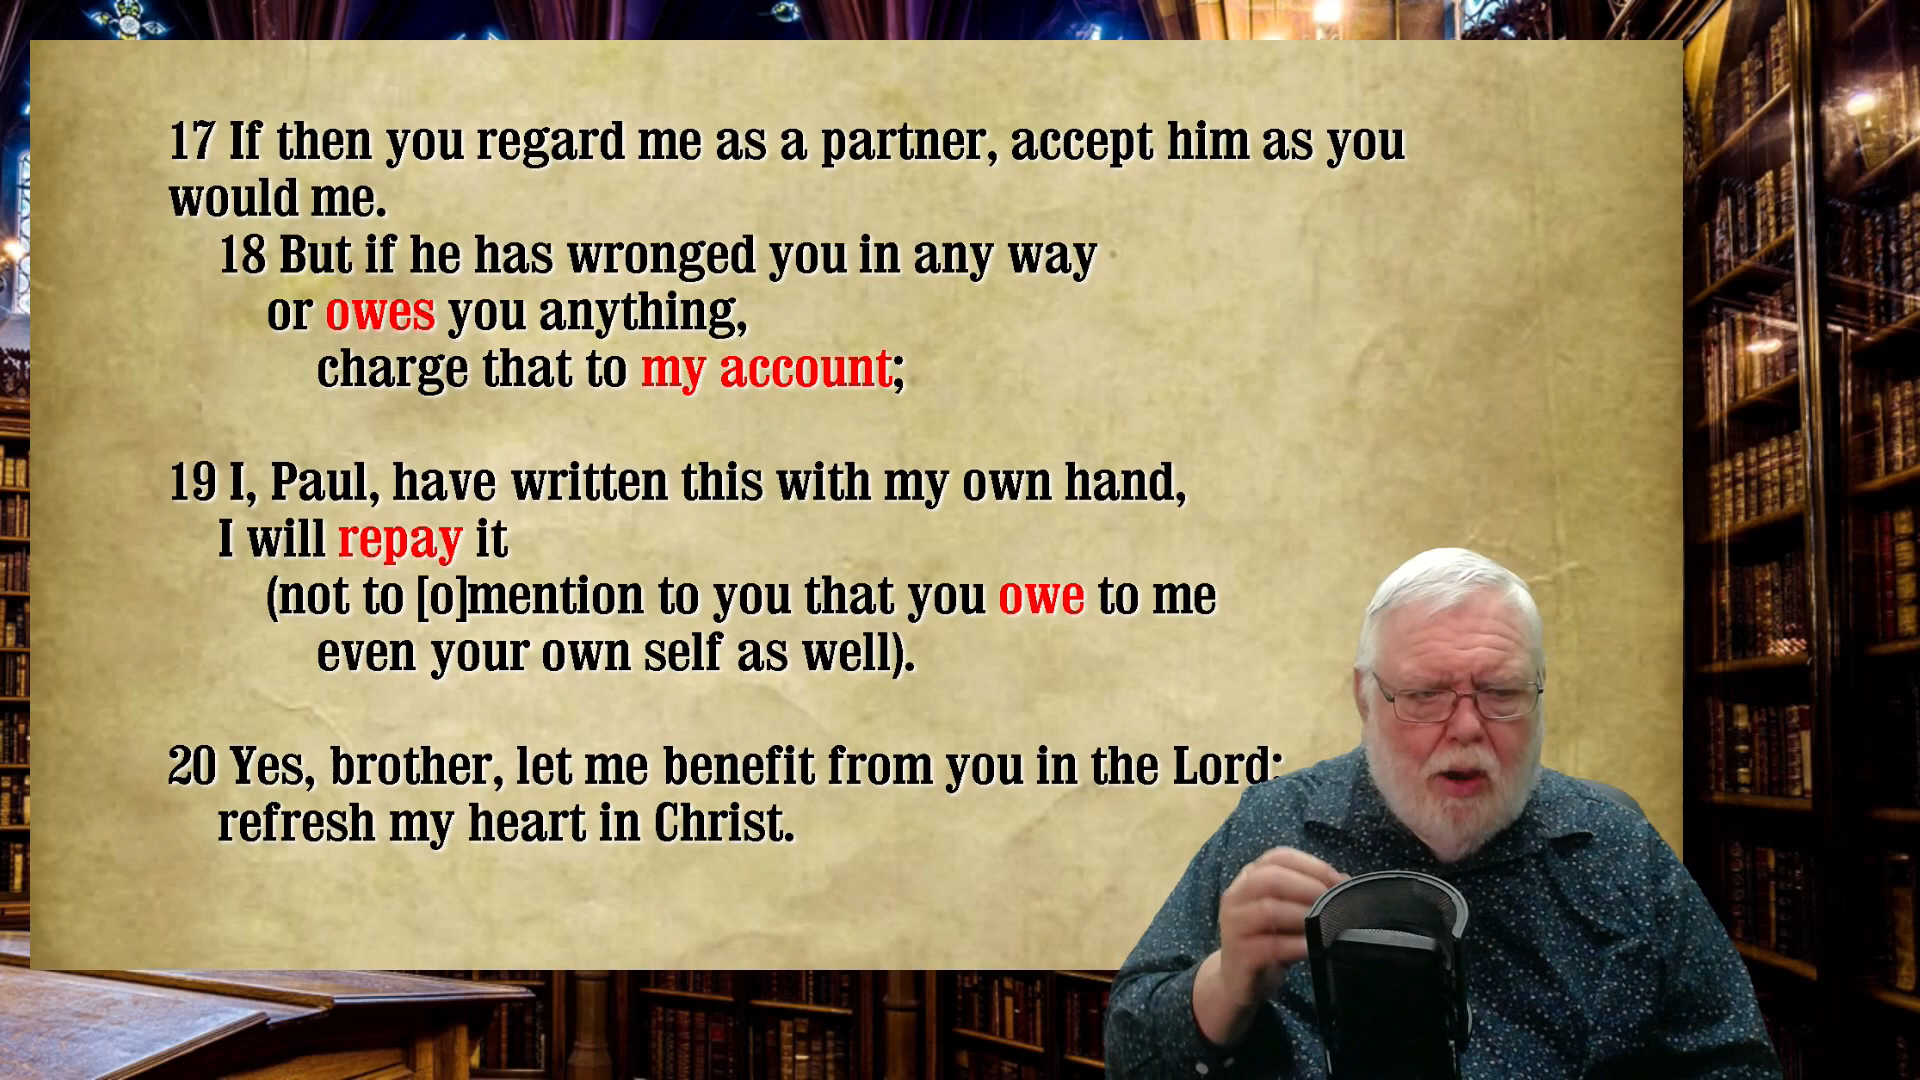 17 If then you regard me as a partner, accept him as you
would me.
18 But if he has wronged you in any way
or owes you anything,
charge that to my account;
19 I, Paul, have written this with my own hand,
I will repay it
(not to [o]mention to you that you owe to me
even your own self as well).
20 Yes, brother, let me benefit from you in the Lord;
refresh my heart in Christ.